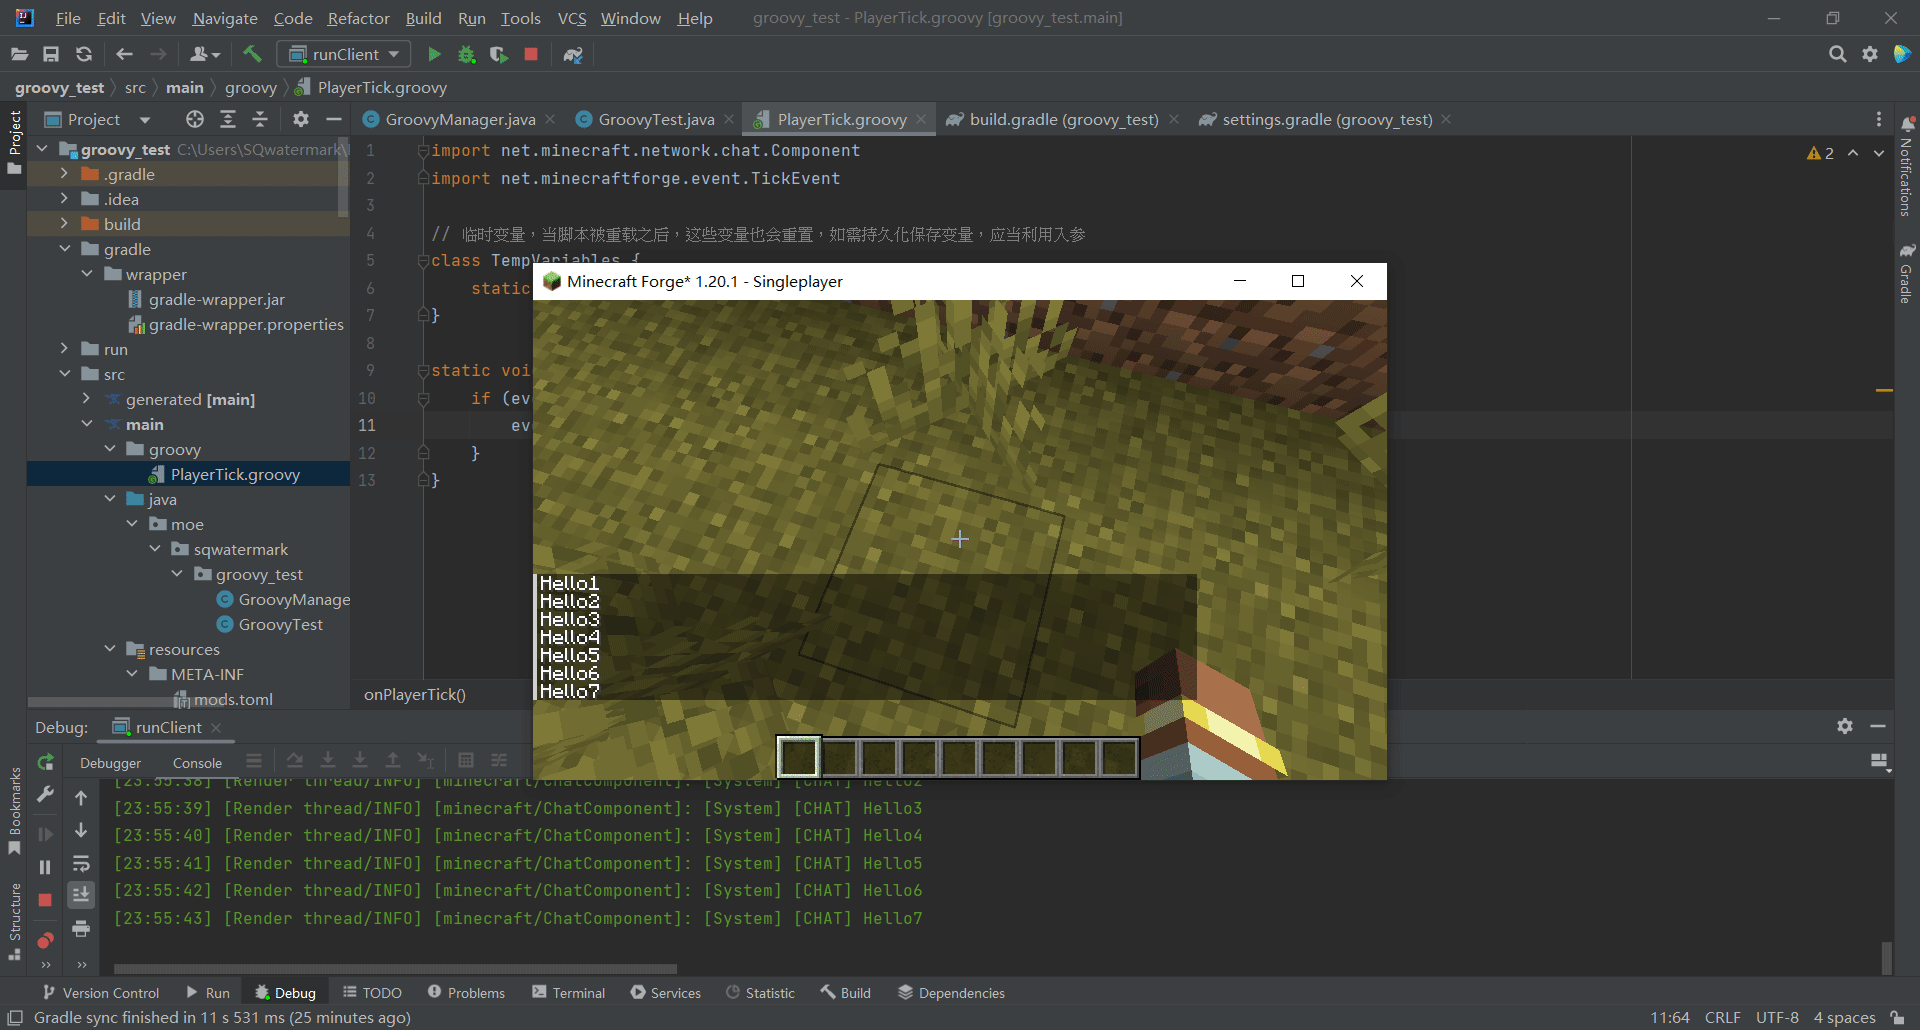 File Edit View Navigate Code Refactor Build Run Tools VCS Window Help groovy_test - PlayerTick.groovy [groovy_test.main]
runClient
groovy_test src main groovy PlayerTick.groovy
Project
Project
GroovyManager.java GroovyTest.java PlayerTick.groovy build.gradle (groovy_test) settings.gradle (groovy_test)
groovy_test C:\Users\SQwatermark\
.gradle
.idea
build
gradle
wrapper
gradle-wrapper.jar
gradle-wrapper.properties
run
src
generated [main]
main
groovy
PlayerTick.groovy
java
moe
sqwatermark
groovy_test
GroovyManage
GroovyTest
resources
META-INF
mods.toml
1 import net.minecraft.network.chat.Component
2 import net.minecraftforge.event.TickEvent
3
4 // 临时变量，当脚本被重载之后，这些变量也会重置，如需持久化保存变量，应当利用入参
5 class TempVariables {
6 static
7 }
8
9 static voi
10 if (ev
11 ev
12 }
13 }
2
Notifications
Gradle
onPlayerTick()
Minecraft Forge* 1.20.1 - Singleplayer
Hello1
Hello2
Hello3
Hello4
Hello5
Hello6
Hello7
Debug: runClient
Debugger Console
[23:55:38] [Render thread/INFO] [minecraft/ChatComponent]: [System] [CHAT] Hello2
[23:55:39] [Render thread/INFO] [minecraft/ChatComponent]: [System] [CHAT] Hello3
[23:55:40] [Render thread/INFO] [minecraft/ChatComponent]: [System] [CHAT] Hello4
[23:55:41] [Render thread/INFO] [minecraft/ChatComponent]: [System] [CHAT] Hello5
[23:55:42] [Render thread/INFO] [minecraft/ChatComponent]: [System] [CHAT] Hello6
[23:55:43] [Render thread/INFO] [minecraft/ChatComponent]: [System] [CHAT] Hello7
Bookmarks
Structure
Version Control Run Debug TODO Problems Terminal Services Statistic Build Dependencies
Gradle sync finished in 11 s 531 ms (25 minutes ago) 11:64 CRLF UTF-8 4 spaces